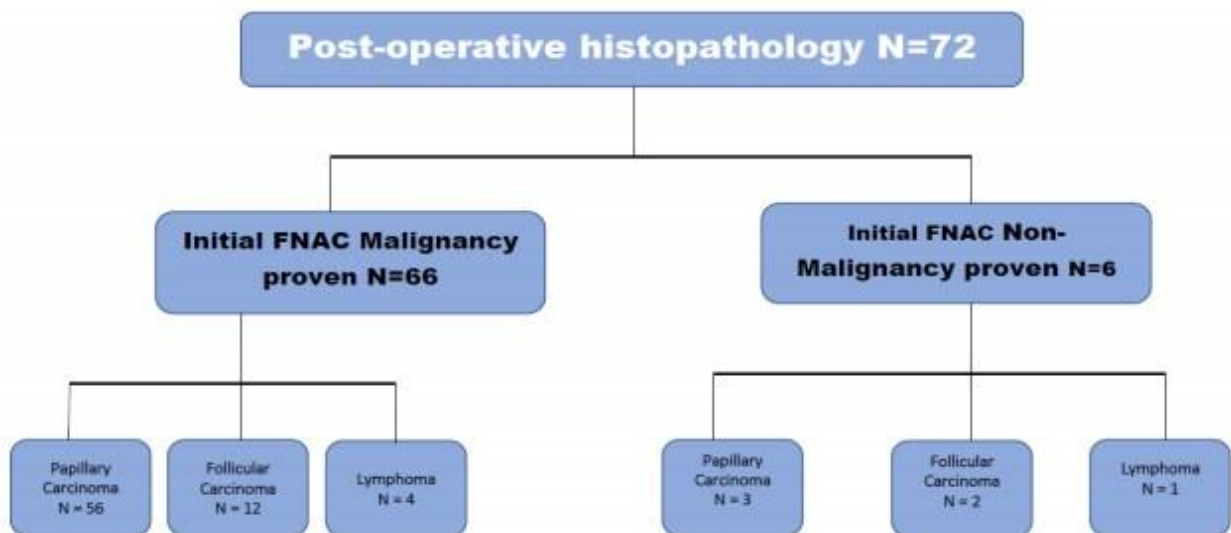 Post-operative histopathology N=72
Initial FNAC Malignancy
proven N=66
Initial FNAC Non-
Malignancy proven N=6
Papillary
Carcinoma
N = 56
Follicular
Carcinoma
N = 12
Lymphoma
N = 4
Papillary
Carcinoma
N = 3
Follicular
Carcinoma
N = 2
Lymphoma
N = 1